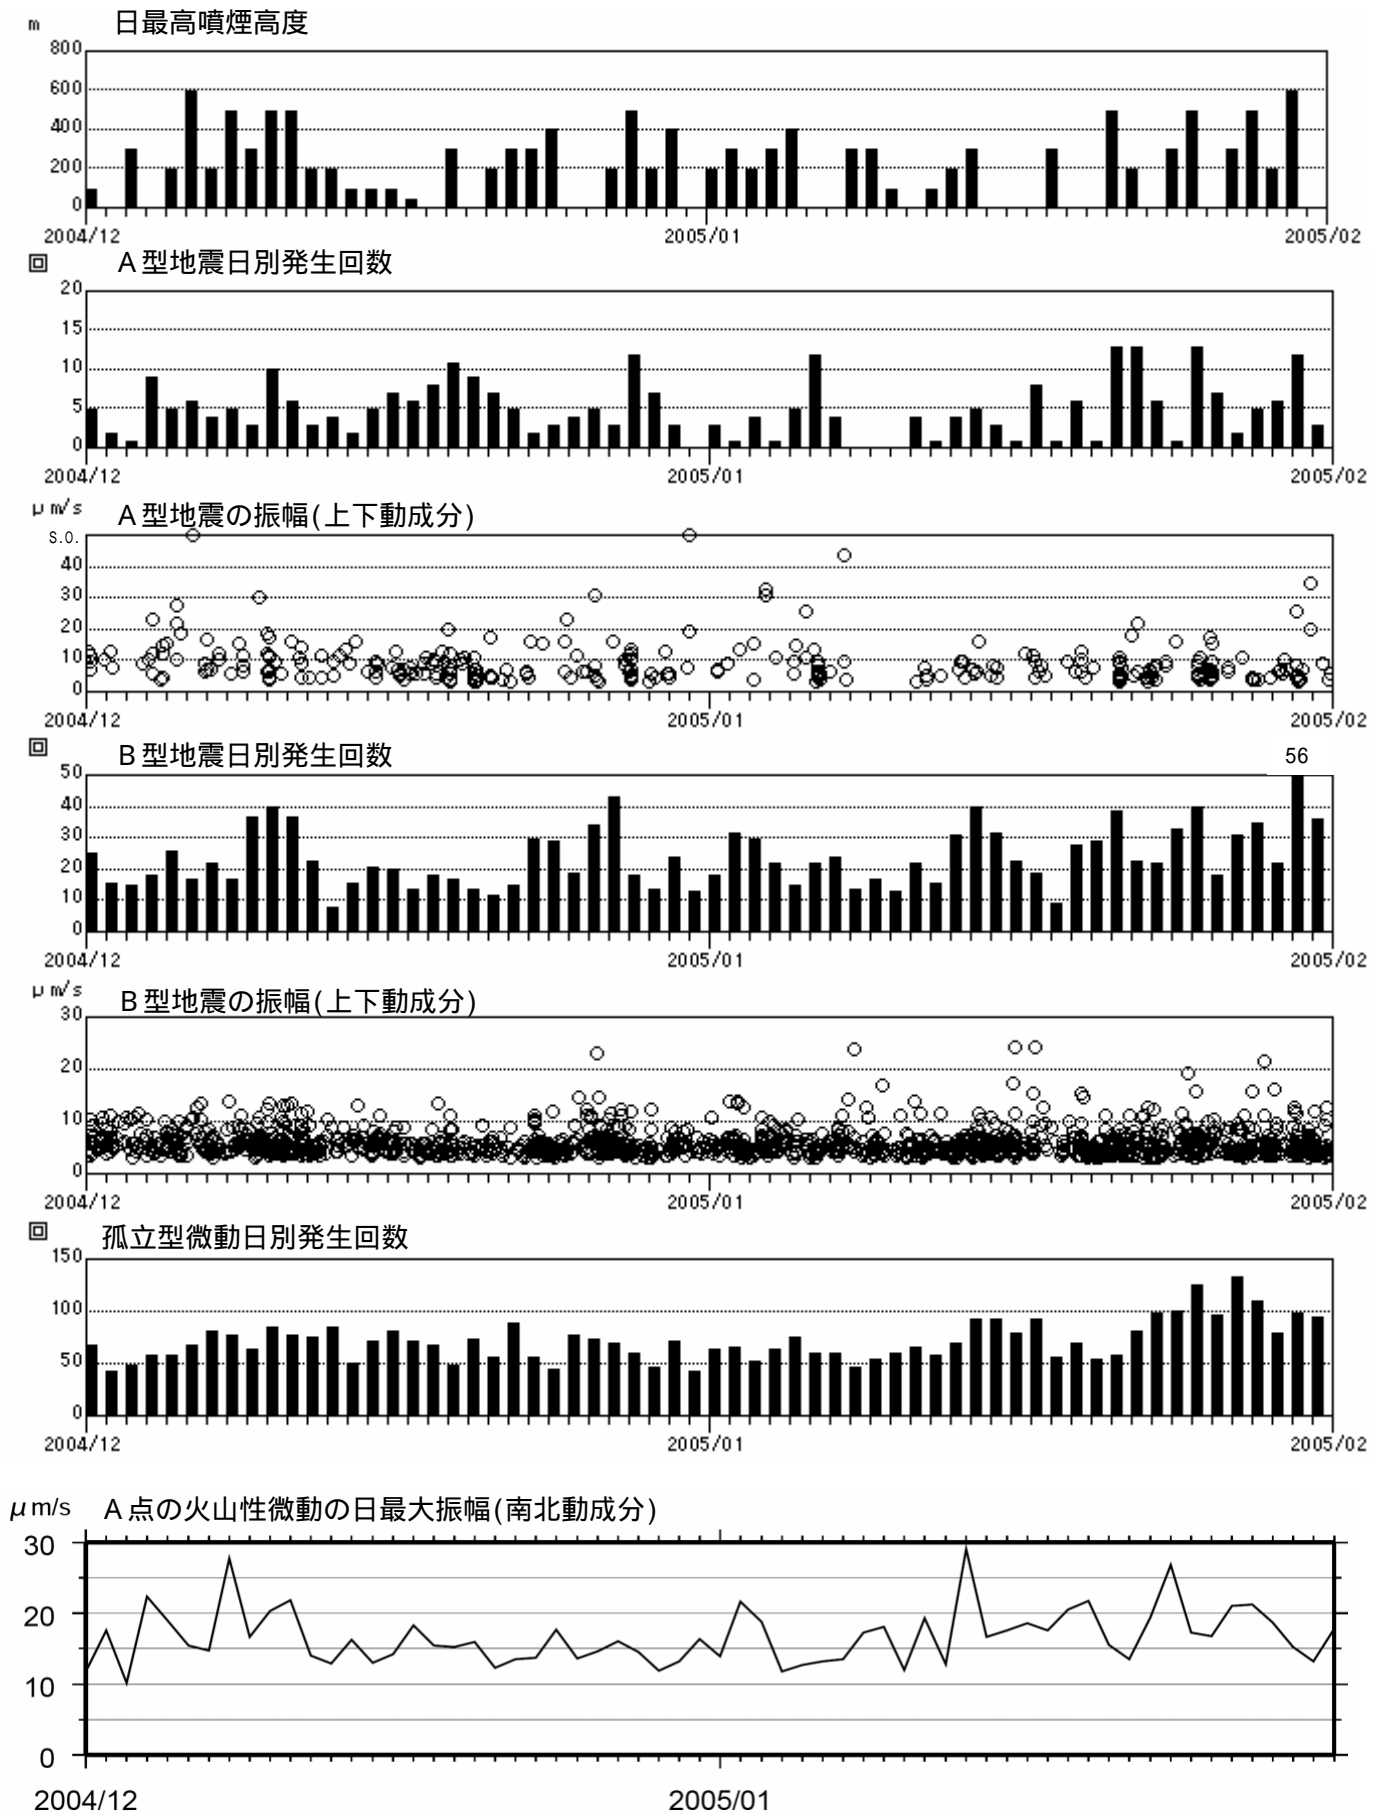 m 日最高噴煙高度
800
600
400
200
0
2004/12 2005/01 2005/02
回 A型地震日別発生回数
20
15
10
5
0
2004/12 2005/01 2005/02
μm/s A型地震の振幅(上下動成分)
S.O.
40
30
20
10
0
2004/12 2005/01 2005/02
回 B型地震日別発生回数 56
50
40
30
20
10
0
2004/12 2005/01 2005/02
μm/s B型地震の振幅(上下動成分)
30
20
10
0
2004/12 2005/01 2005/02
回 孤立型微動日別発生回数
150
100
50
0
2004/12 2005/01 2005/02
μm/s A点の火山性微動の日最大振幅(南北動成分)
30
20
10
0
2004/12 2005/01